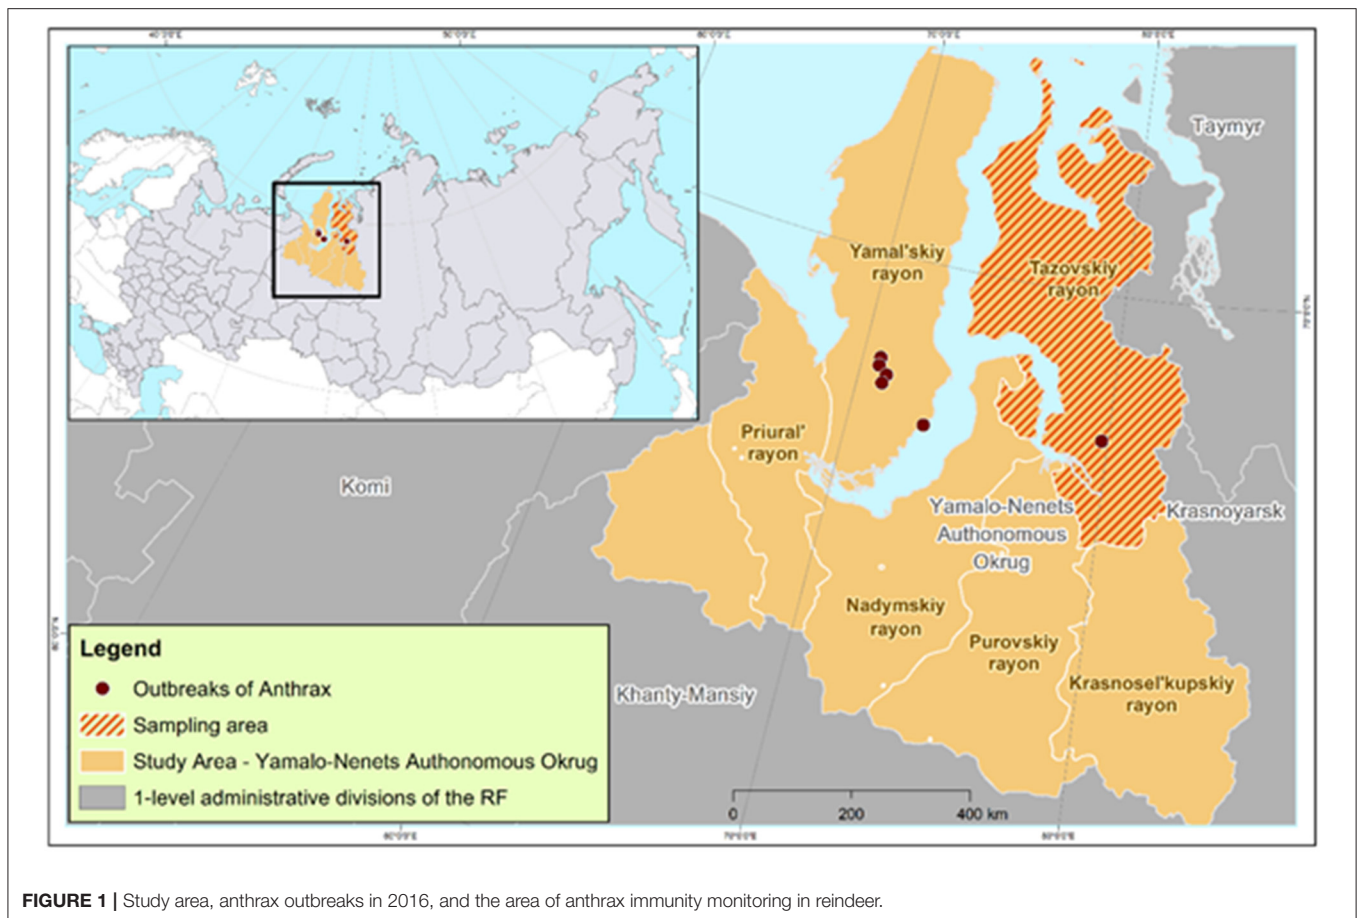 Taymyr
Yamal'skiy
rayon
Tazovskiy
rayon
Priural'
rayon
Komi
Yamalo-Nenets
Authonomous
Okrug
Krasnoyarsk
Nadymskiy
rayon
Purovskiy
rayon
Krasnosel'kupskiy
rayon
Khanty-Mansiy
Legend
Outbreaks of Anthrax
Sampling area
Study Area - Yamalo-Nenets Authonomous Okrug
1-level administrative divisions of the RF
0 200 400 km
FIGURE 1 | Study area, anthrax outbreaks in 2016, and the area of anthrax immunity monitoring in reindeer.